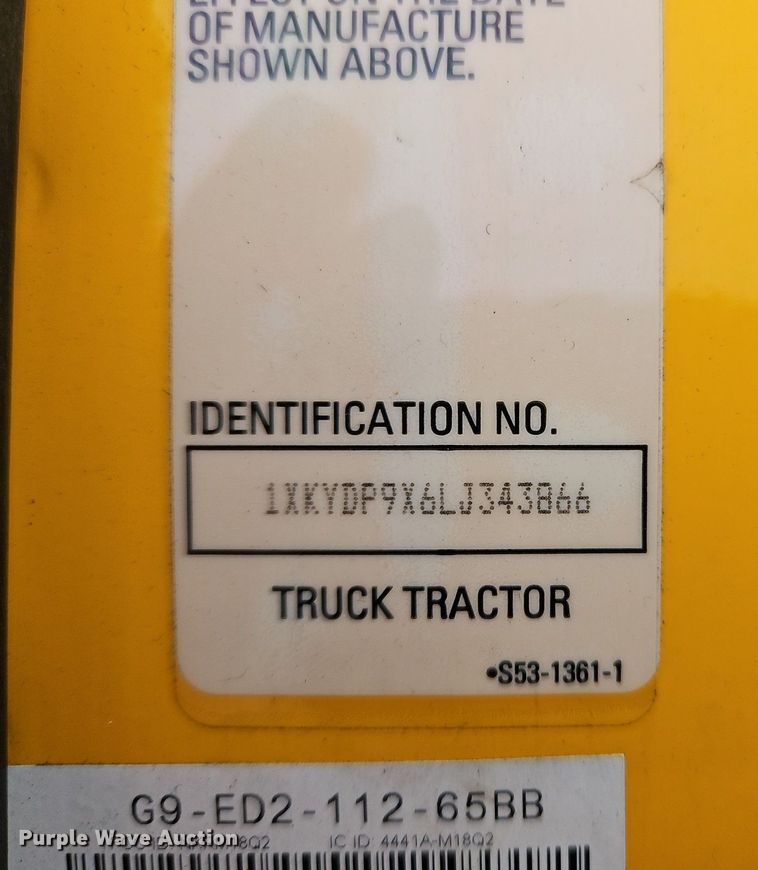 OF MANUFACTURE
SHOWN ABOVE.
IDENTIFICATION NO.
1XKYDP9X6LJ343866
TRUCK TRACTOR
•S53-1361-1
G9-ED2-112-65BB
IC ID: 4441A-M18Q2
Purple Wave Auction